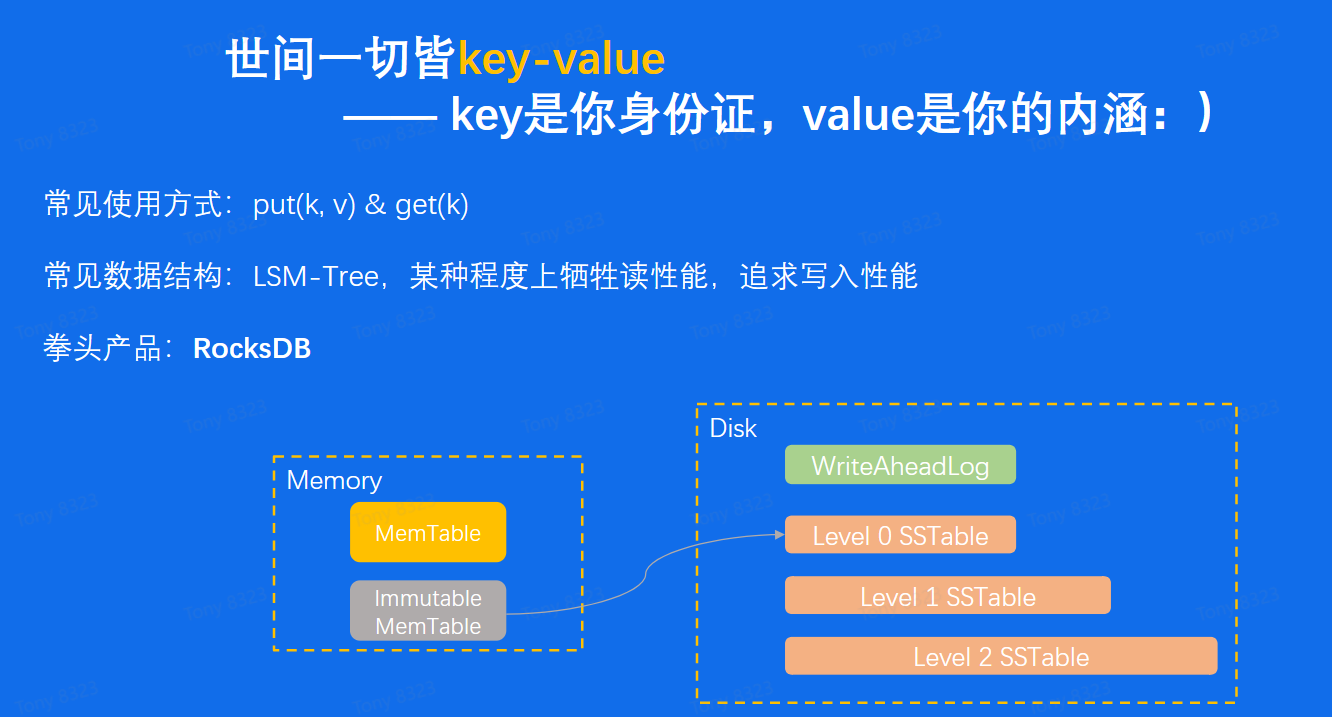 世间一切皆key-value
—— key是你身份证，value是你的内涵：)
常见使用方式：put(k, v) & get(k)
常见数据结构：LSM-Tree，某种程度上牺牲读性能，追求写入性能
拳头产品：RocksDB
Memory
MemTable
Immutable
MemTable
Disk
WriteAheadLog
Level 0 SSTable
Level 1 SSTable
Level 2 SSTable
Tony 8323